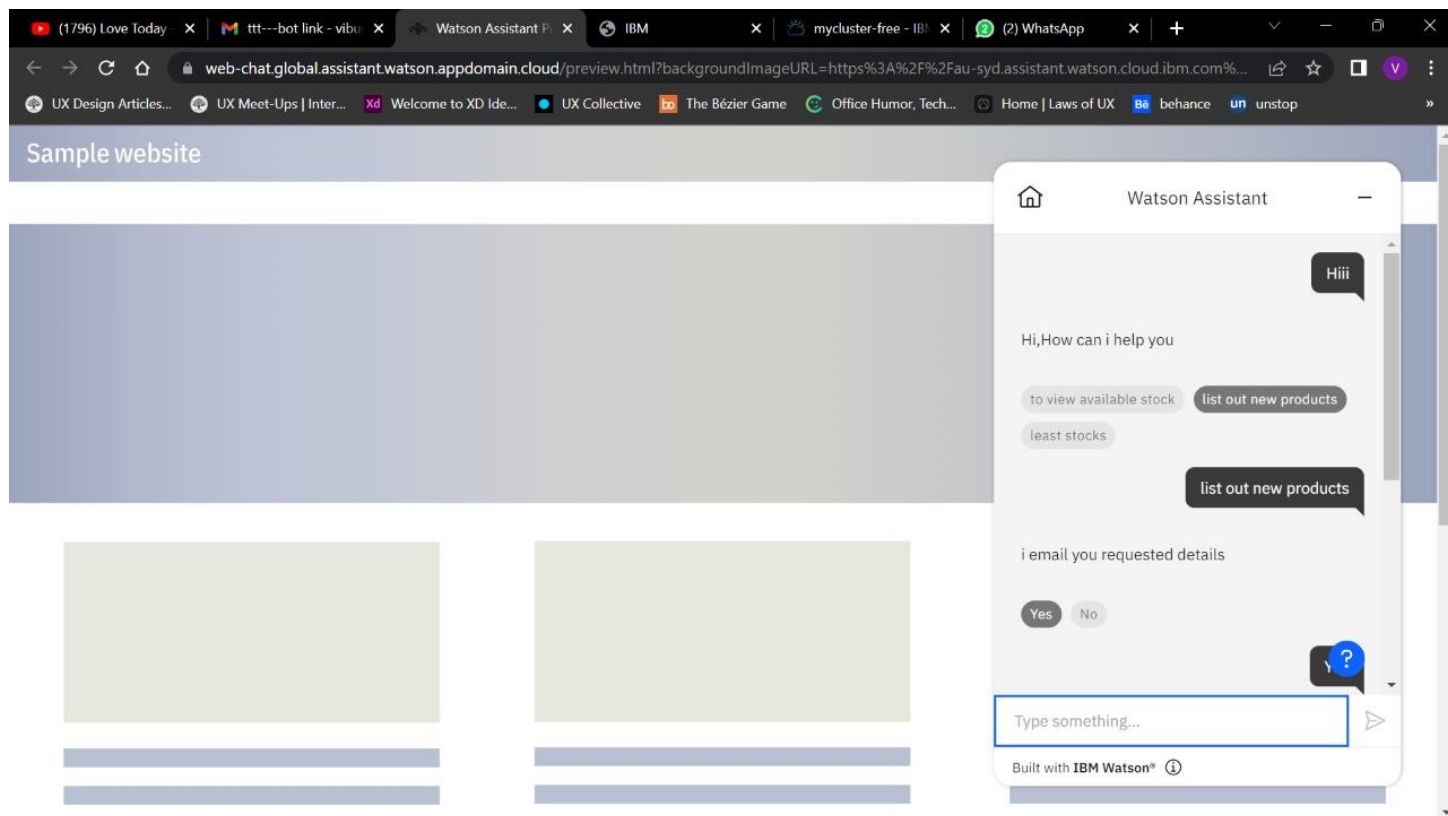 (1796) Love Today -
ttt---bot link - vibu
Watson Assistant P
IBM
mycluster-free - IB
(2) WhatsApp
web-chat.global.assistant.watson.appdomain.cloud/preview.html?backgroundImageURL=https%3A%2F%2Fau-syd.assistant.watson.cloud.ibm.com%...
V
UX Design Articles...
UX Meet-Ups | Inter...
Xd Welcome to XD Ide...
UX Collective
The Bézier Game
Office Humor, Tech...
Home | Laws of UX
Bē behance
un unstop
»
Sample website
Watson Assistant
Hiii
Hi,How can i help you
to view available stock
list out new products
least stocks
list out new products
i email you requested details
Yes No
?
Type something...
Built with IBM Watson®